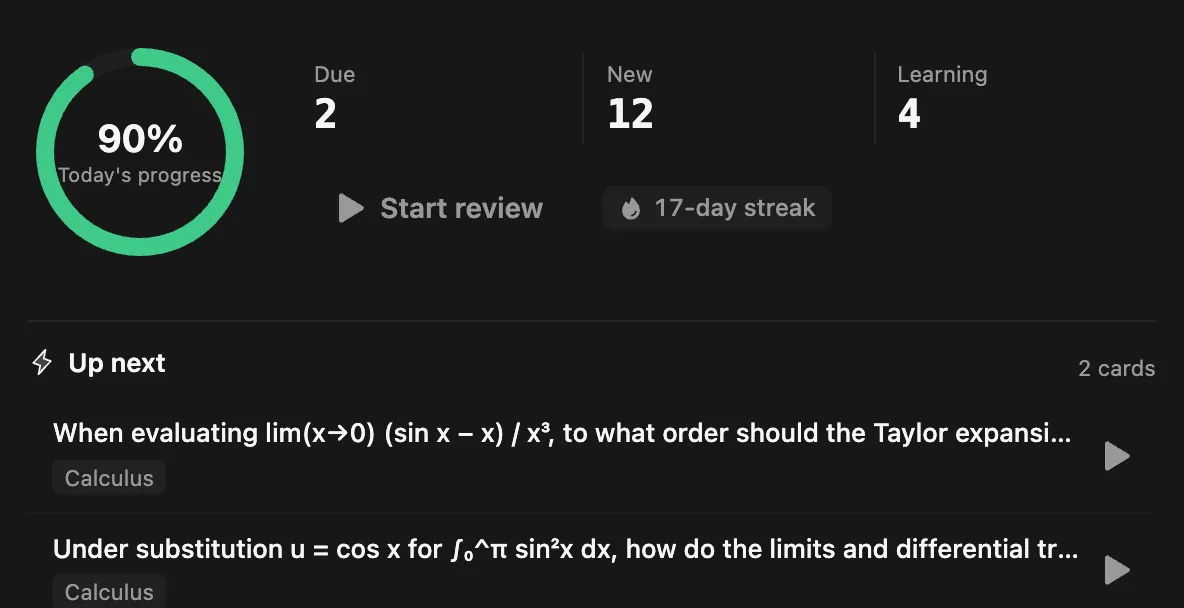 90%
Today's progress
Due
2
New
12
Learning
4
Start review
17-day streak
Up next
2 cards
When evaluating lim(x→0) (sin x – x) / x³, to what order should the Taylor expansi...
Calculus
Under substitution u = cos x for ∫₀^π sin²x dx, how do the limits and differential tr...
Calculus